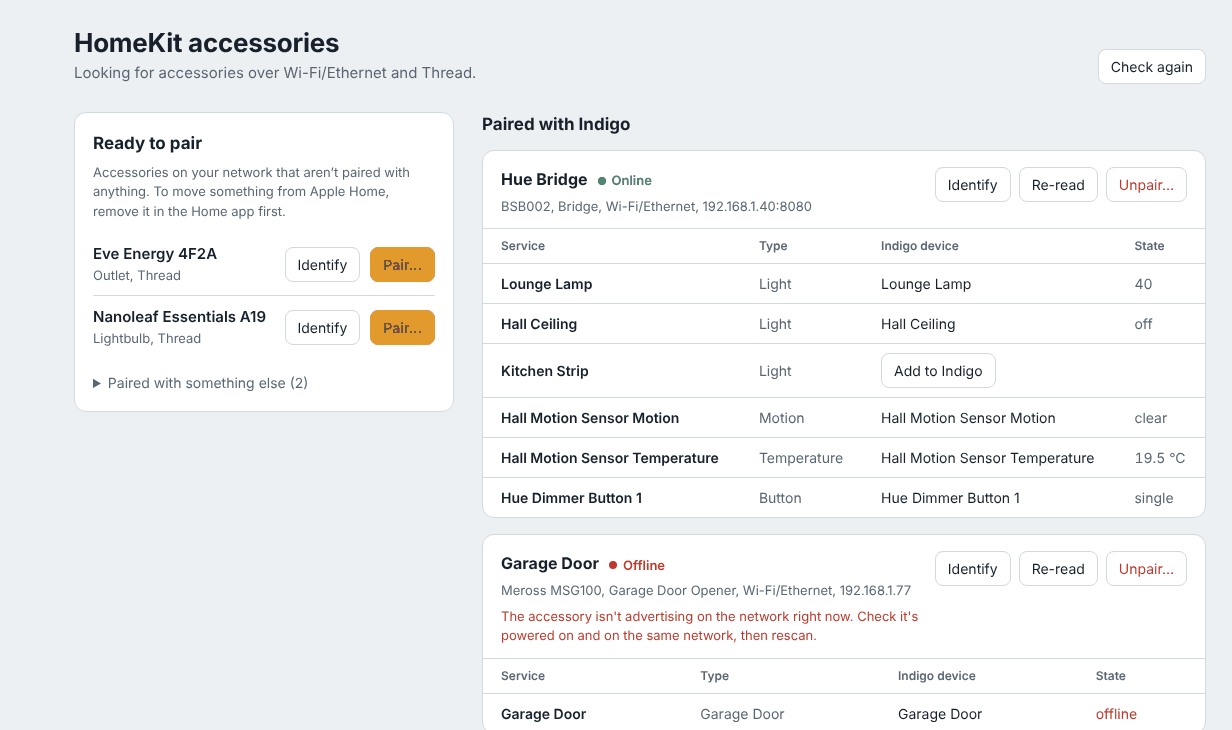 HomeKit accessories
Looking for accessories over Wi-Fi/Ethernet and Thread.
Check again
Ready to pair
Accessories on your network that aren’t paired with
anything. To move something from Apple Home,
remove it in the Home app first.
Eve Energy 4F2A
Outlet, Thread
Identify
Pair…
Nanoleaf Essentials A19
Lightbulb, Thread
Identify
Pair…
Paired with something else (2)
Paired with Indigo
Hue Bridge
Online
BSB002, Bridge, Wi-Fi/Ethernet, 192.168.1.40:8080
Identify
Re-read
Unpair…
Service Type Indigo device State
Lounge Lamp Light Lounge Lamp 40
Hall Ceiling Light Hall Ceiling off
Kitchen Strip Light Add to Indigo
Hall Motion Sensor Motion Motion Hall Motion Sensor Motion clear
Hall Motion Sensor Temperature Temperature Hall Motion Sensor Temperature 19.5 °C
Hue Dimmer Button 1 Button Hue Dimmer Button 1 single
Garage Door
Offline
Meross MSG100, Garage Door Opener, Wi-Fi/Ethernet, 192.168.1.77
The accessory isn't advertising on the network right now. Check it's
powered on and on the same network, then rescan.
Identify
Re-read
Unpair…
Service Type Indigo device State
Garage Door Garage Door Garage Door offline